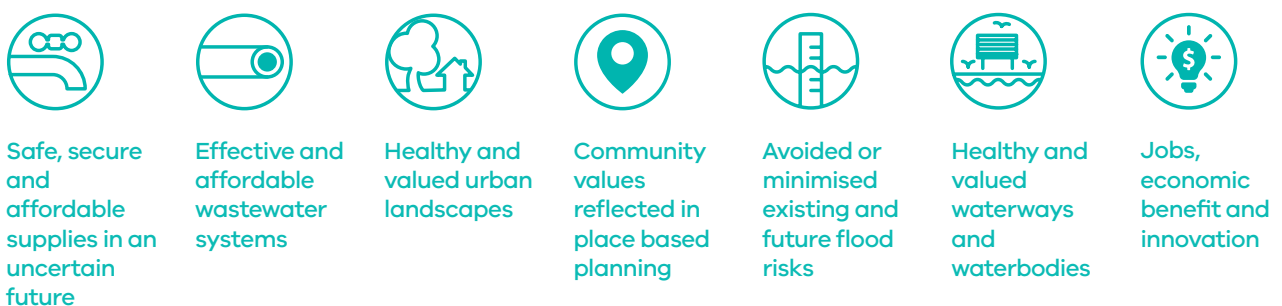 Safe, secure
and
affordable
supplies in an
uncertain
future
Effective and
affordable
wastewater
systems
Healthy and
valued urban
landscapes
Community
values
reflected in
place based
planning
Avoided or
minimised
existing and
future flood
risks
Healthy and
valued
waterways
and
waterbodies
$
Jobs,
economic
benefit and
innovation